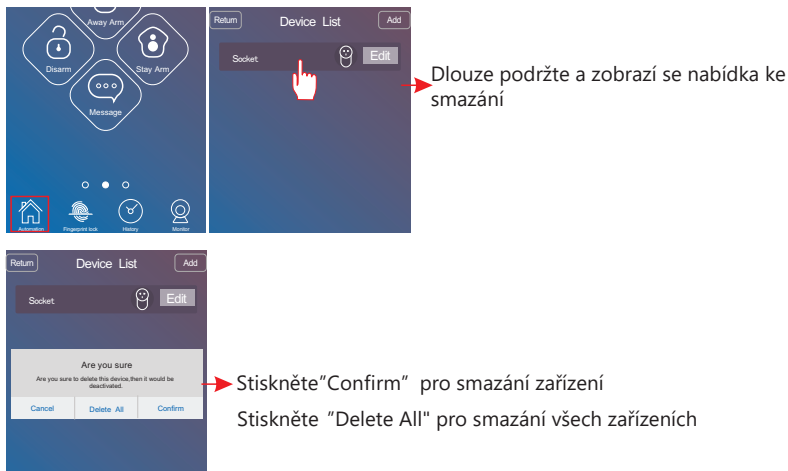 Away Arm
Disarm
Stay Arm
Message
Automation
Fingerprint lock
History
Monitor
Return Device List Add
Socket Edit
Dlouze podržte a zobrazí se nabídka ke
smazání
Return Device List Add
Socket Edit
Are you sure
Are you sure to delete this device,then it would be
deactivated.
Cancel Delete All Confirm
Stiskněte"Confirm" pro smazání zařízení
Stiskněte "Delete All" pro smazání všech zařízeních